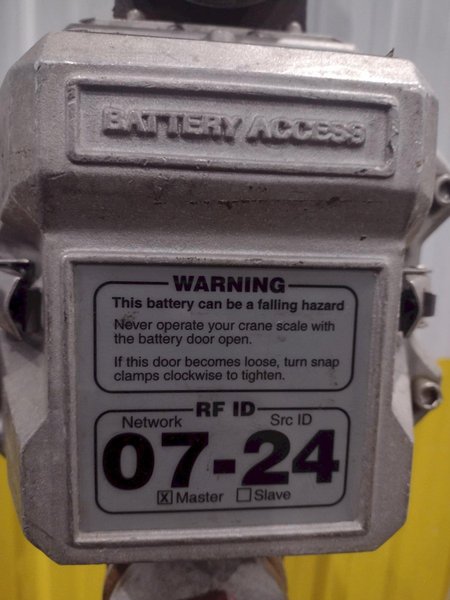 BATTERY ACCESS
WARNING
This battery can be a falling hazard
Never operate your crane scale with
the battery door open.
If this door becomes loose, turn snap
clamps clockwise to tighten.
RF ID
Network Src ID
07-24
☒ Master ☐ Slave